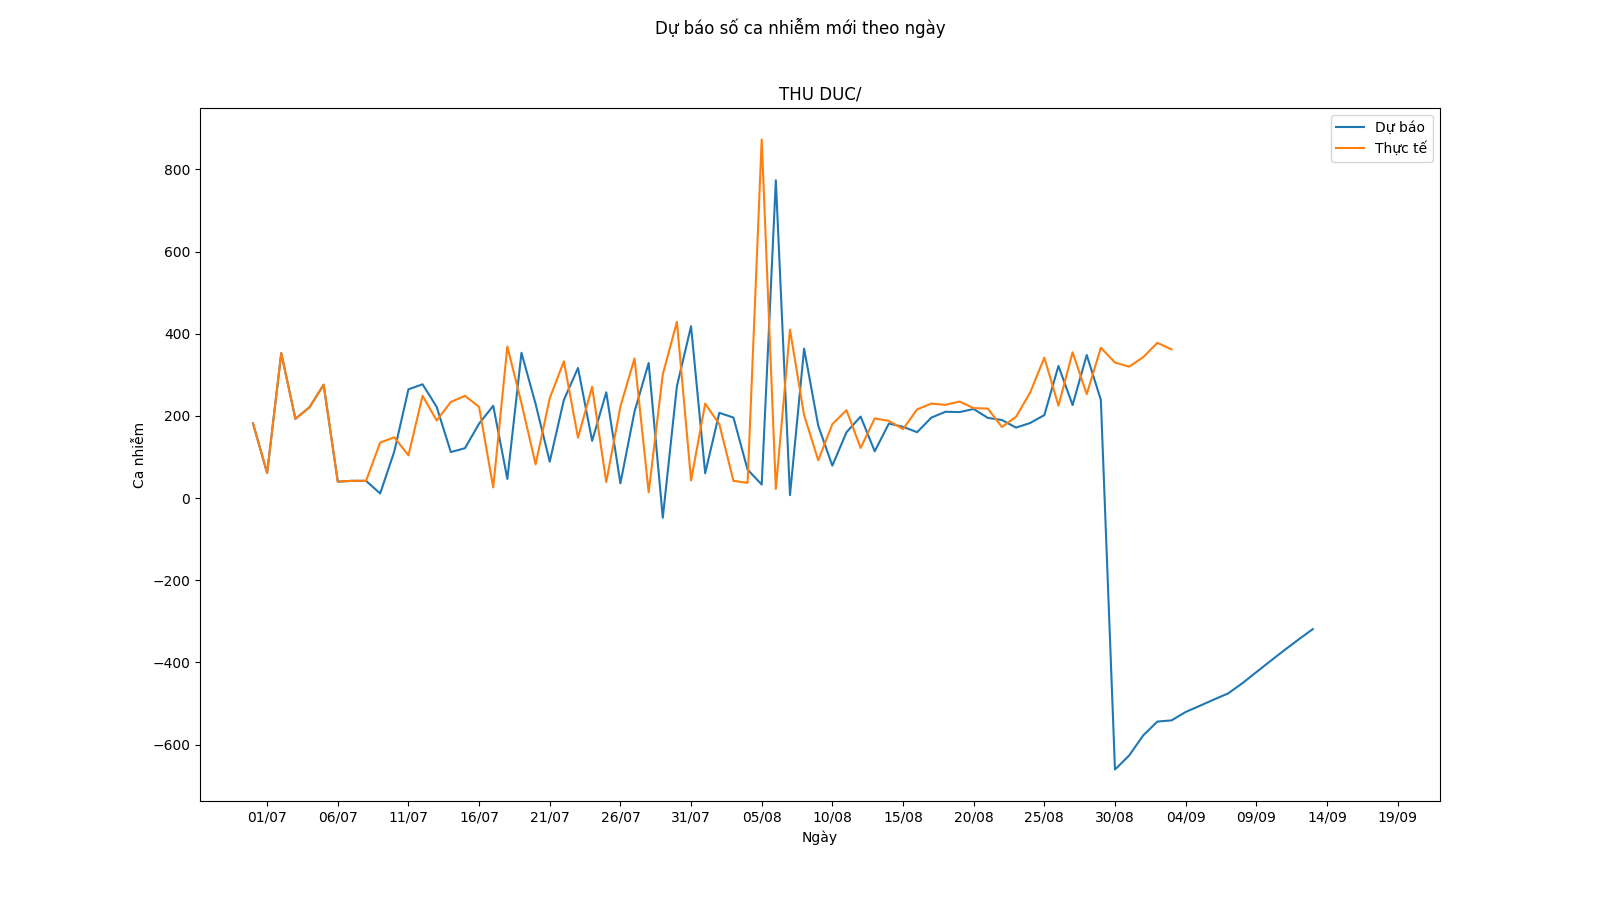 Dự báo số ca nhiễm mới theo ngày
THU DUC/
Dự báo
Thực tế
Ca nhiễm
800
600
400
200
0
−200
−400
−600
01/07 06/07 11/07 16/07 21/07 26/07 31/07 05/08 10/08 15/08 20/08 25/08 30/08 04/09 09/09 14/09 19/09
Ngày